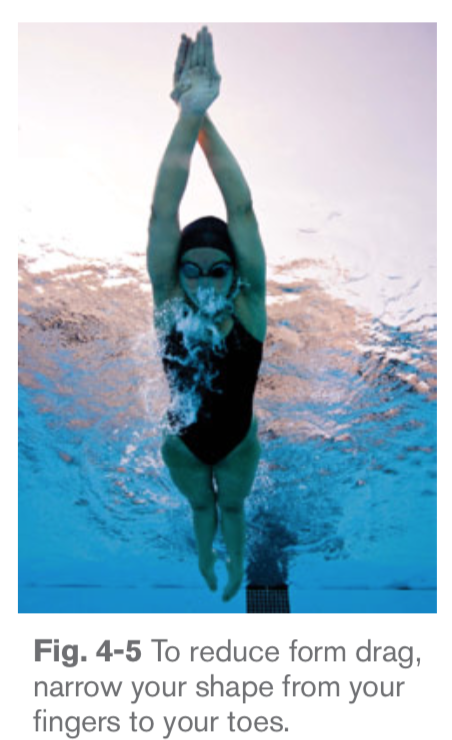 Fig. 4-5 To reduce form drag,
narrow your shape from your
fingers to your toes.